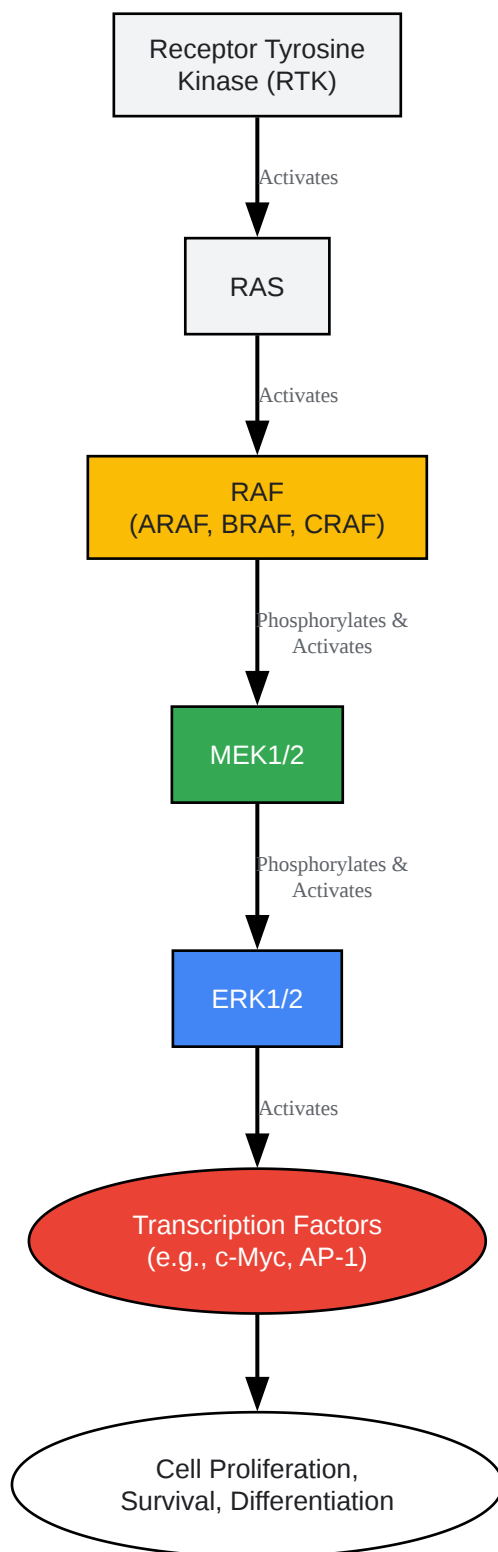 Receptor Tyrosine
Kinase (RTK)
Activates
RAS
Activates
RAF
(ARAF, BRAF, CRAF)
Phosphorylates &
Activates
MEK1/2
Phosphorylates &
Activates
ERK1/2
Activates
Transcription Factors
(e.g., c-Myc, AP-1)
Cell Proliferation,
Survival, Differentiation